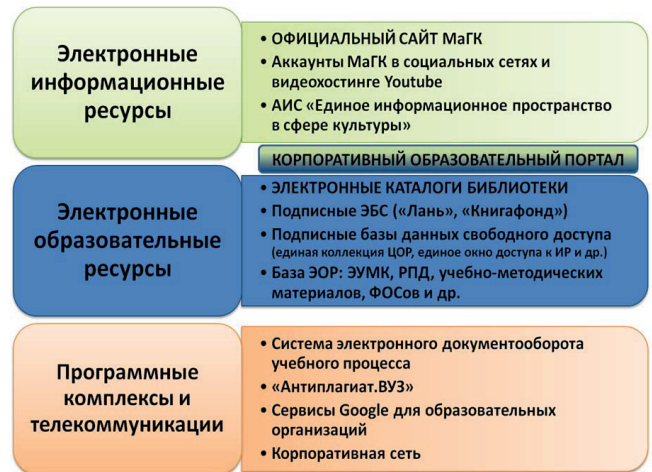 Электронные
информационные
ресурсы
• ОФИЦИАЛЬНЫЙ САЙТ МаГК
• Аккаунты МаГК в социальных сетях и
видеохостинге Youtube
• АИС «Единое информационное пространство
в сфере культуры»
КОРПОРАТИВНЫЙ ОБРАЗОВАТЕЛЬНЫЙ ПОРТАЛ
Электронные
образовательные
ресурсы
• ЭЛЕКТРОННЫЕ КАТАЛОГИ БИБЛИОТЕКИ
• Подписные ЭБС («Лань», «Книгафонд»)
• Подписные базы данных свободного доступа
(единая коллекция ЦОР, единое окно доступа к ИР и др.)
• База ЭОР: ЭУМК, РПД, учебно-методических
материалов, ФОСов и др.
Программные
комплексы и
телекоммуникации
• Система электронного документооборота
учебного процесса
• «Антиплагиат.ВУЗ»
• Сервисы Google для образовательных
организаций
• Корпоративная сеть